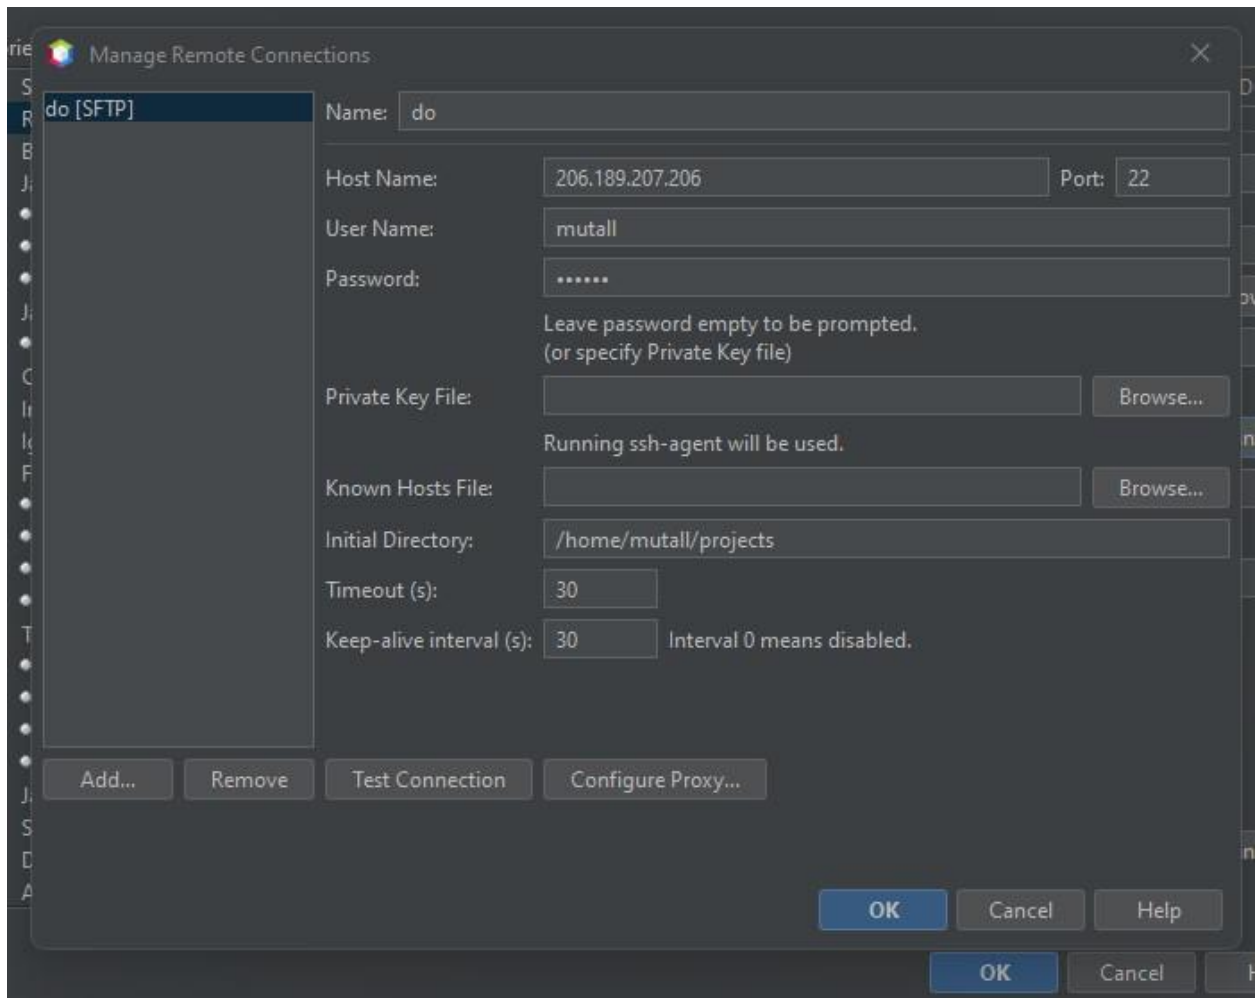 Manage Remote Connections
do [SFTP]
Name: do
Host Name: 206.189.207.206 Port: 22
User Name: mutall
Password: ••••••
Leave password empty to be prompted.
(or specify Private Key file)
Private Key File: Browse...
Running ssh-agent will be used.
Known Hosts File: Browse...
Initial Directory: /home/mutall/projects
Timeout (s): 30
Keep-alive interval (s): 30 Interval 0 means disabled.
Add... Remove Test Connection Configure Proxy...
OK Cancel Help
OK Cancel